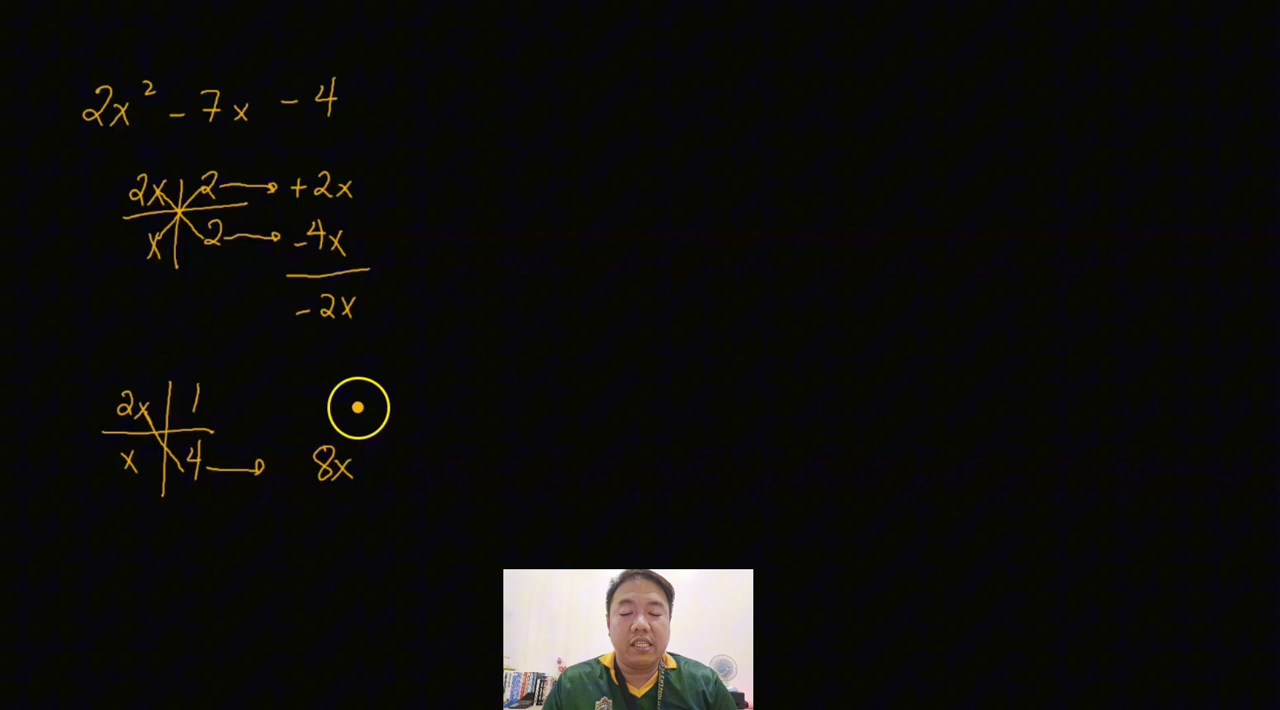 2x² - 7x - 4
2x 2 → +2x
x 2 → -4x
-2x
2x 1
x 4 → 8x